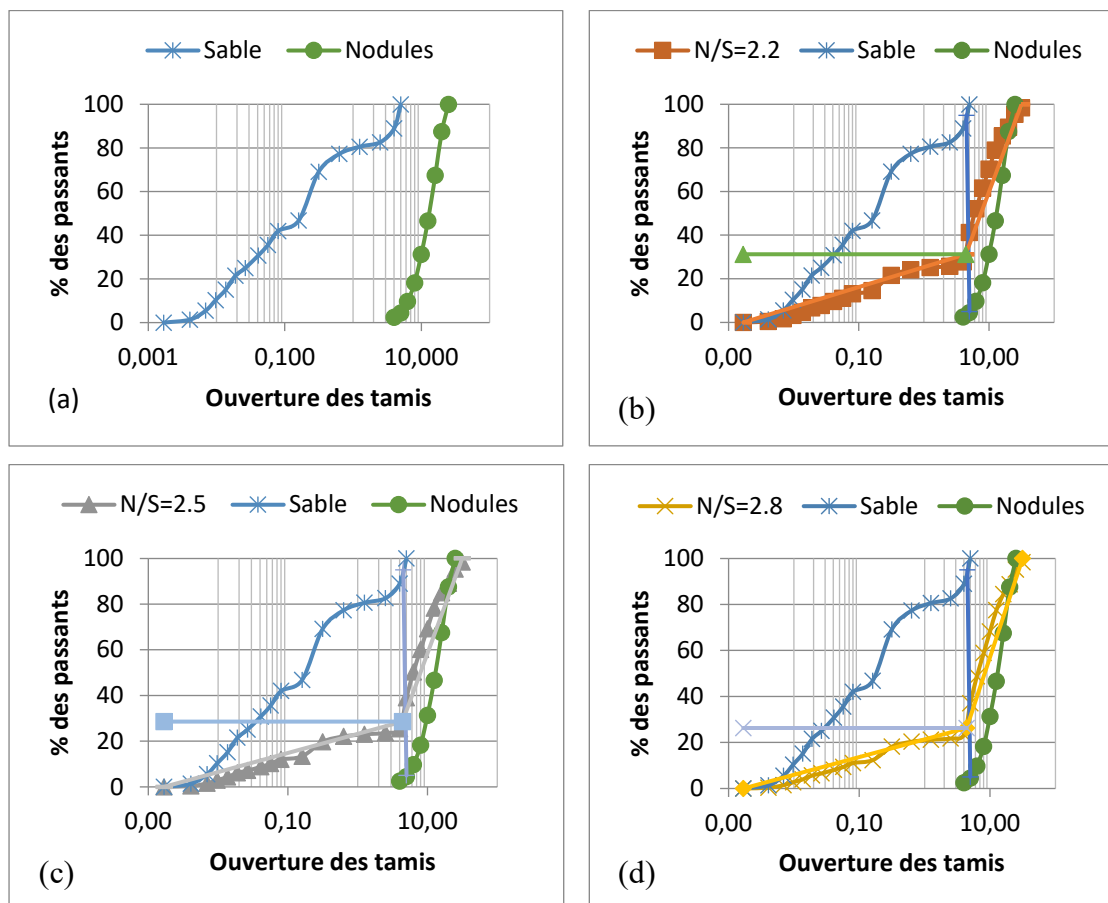 Sable Nodules
100
80
60
40
20
0
% des passants
0,001 0,100 10,000
Ouverture des tamis
(a)
N/S=2.2 Sable Nodules
100
80
60
40
20
0
% des passants
0,00 0,10 10,00
Ouverture des tamis
(b)
N/S=2.5 Sable Nodules
100
80
60
40
20
0
% des passants
0,00 0,10 10,00
Ouverture des tamis
(c)
N/S=2.8 Sable Nodules
100
80
60
40
20
0
% des passants
0,00 0,10 10,00
Ouverture des tamis
(d)